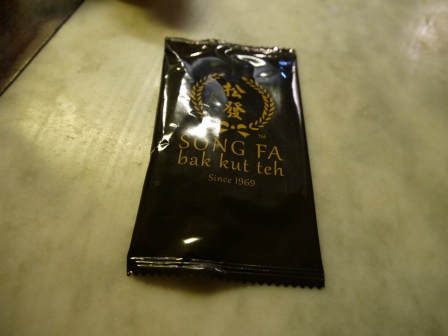 松
發
™
SONG FA
bak kut teh
Since 1969